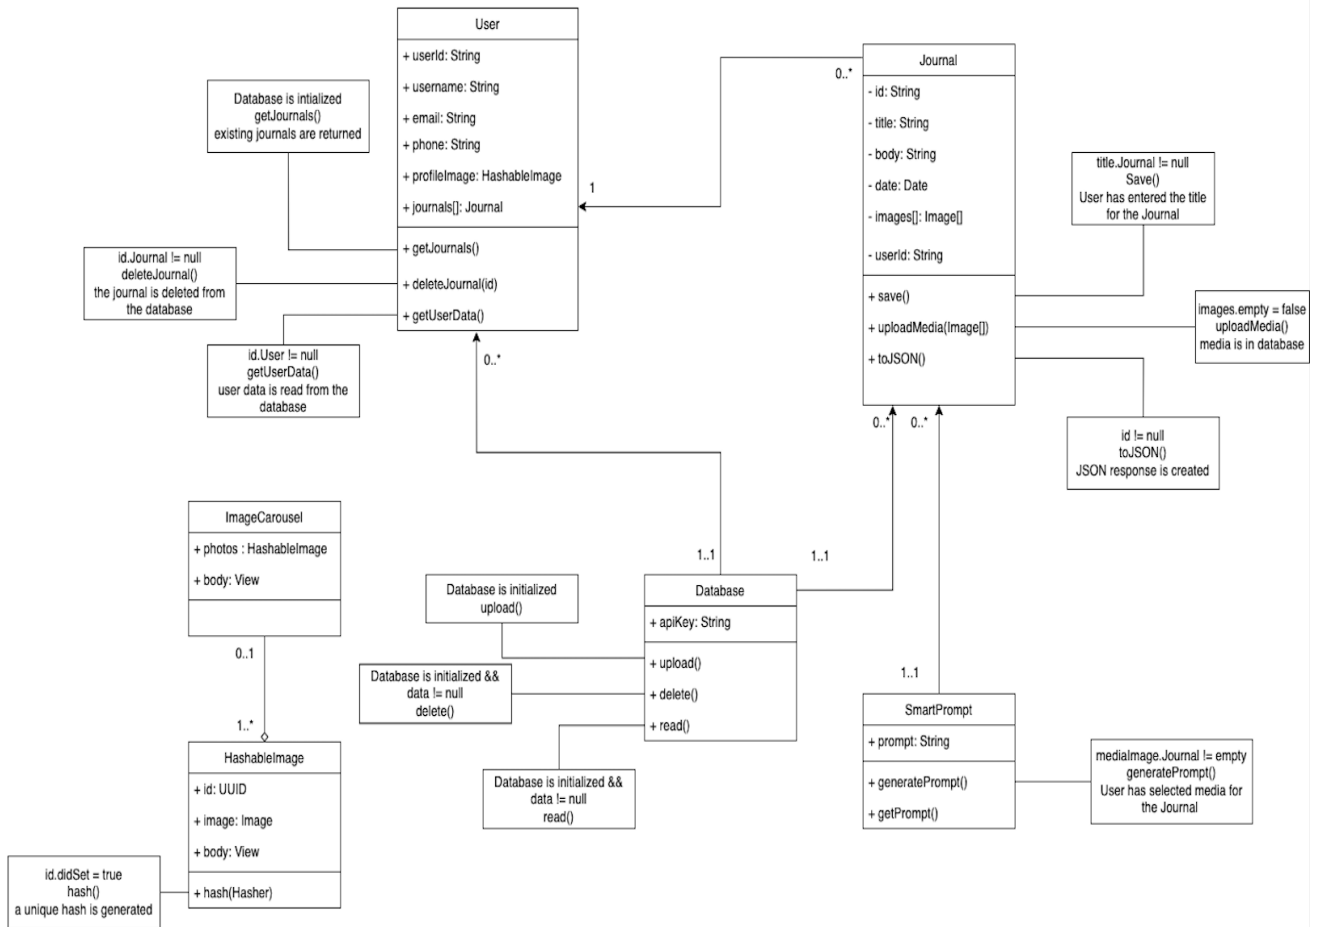 User
+ userId: String
+ username: String
+ email: String
+ phone: String
+ profileImage: HashableImage
+ journals[]: Journal
+ getJournals()
+ deleteJournal(id)
+ getUserData()
Database is intialized
getJournals()
existing journals are returned
id.Journal != null
deleteJournal()
the journal is deleted from
the database
id.User != null
getUserData()
user data is read from the
database
1
0..*
0..*
Journal
- id: String
- title: String
- body: String
- date: Date
- images[]: Image[]
- userId: String
+ save()
+ uploadMedia(Image[])
+ toJSON()
title.Journal != null
Save()
User has entered the title
for the Journal
images.empty = false
uploadMedia()
media is in database
id != null
toJSON()
JSON response is created
0..*
0..*
ImageCarousel
+ photos : HashableImage
+ body: View
0..1
1..*
HashableImage
+ id: UUID
+ image: Image
+ body: View
+ hash(Hasher)
id.didSet = true
hash()
a unique hash is generated
1..1
1..1
Database
+ apiKey: String
+ upload()
+ delete()
+ read()
Database is initialized
upload()
Database is initialized &&
data != null
delete()
Database is initialized &&
data != null
read()
1..1
SmartPrompt
+ prompt: String
+ generatePrompt()
+ getPrompt()
mediaImage.Journal != empty
generatePrompt()
User has selected media for
the Journal